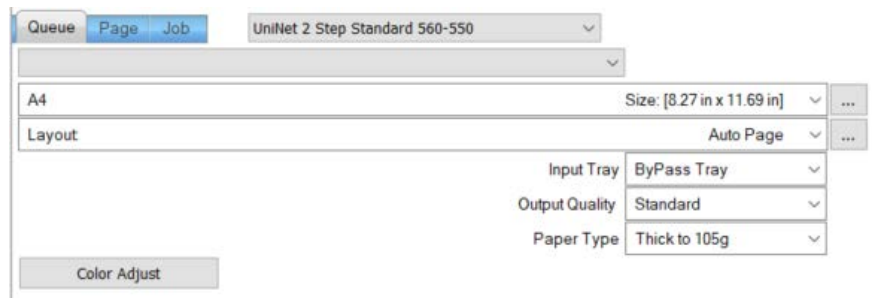 Queue Page Job UniNet 2 Step Standard 560-550
A4 Size: [8.27 in x 11.69 in] ...
Layout Auto Page ...
Input Tray ByPass Tray
Output Quality Standard
Paper Type Thick to 105g
Color Adjust